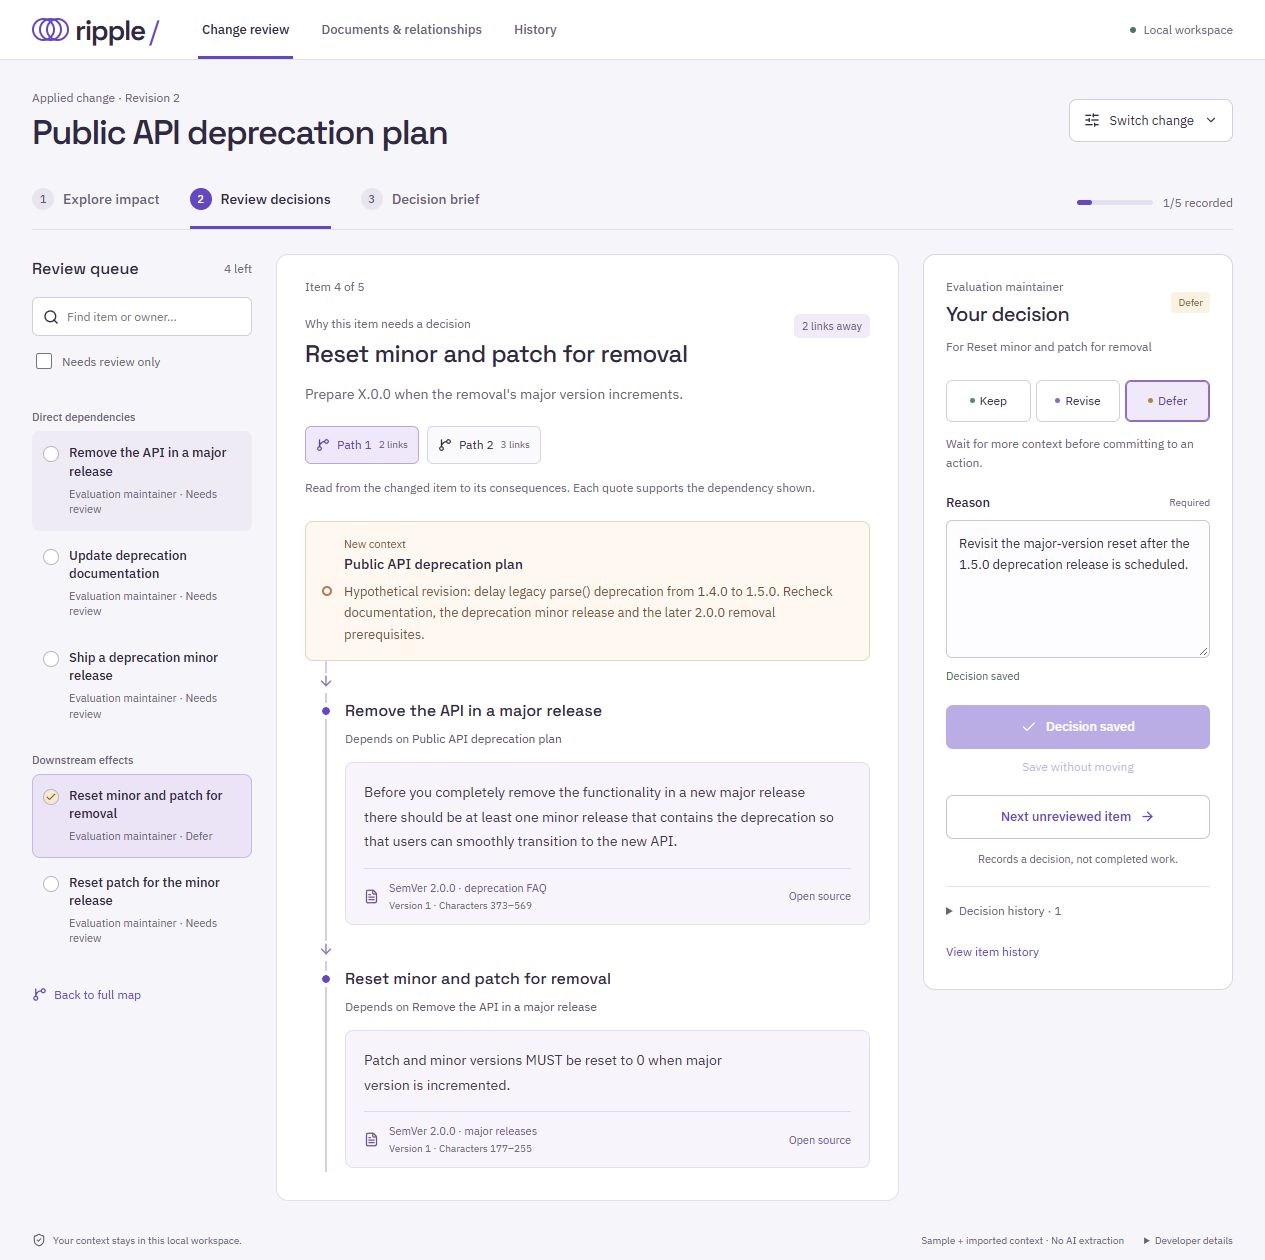 ripple/
Change review
Documents & relationships
History
Local workspace
Applied change · Revision 2
Public API deprecation plan
Switch change
1 Explore impact
2 Review decisions
3 Decision brief
1/5 recorded
Review queue
4 left
Find item or owner...
Needs review only
Direct dependencies
Remove the API in a major
release
Evaluation maintainer · Needs
review
Update deprecation
documentation
Evaluation maintainer · Needs
review
Ship a deprecation minor
release
Evaluation maintainer · Needs
review
Downstream effects
Reset minor and patch for
removal
Evaluation maintainer · Defer
Reset patch for the minor
release
Evaluation maintainer · Needs
review
Back to full map
Item 4 of 5
Why this item needs a decision
2 links away
Reset minor and patch for removal
Prepare X.0.0 when the removal's major version increments.
Path 1 2 links
Path 2 3 links
Read from the changed item to its consequences. Each quote supports the dependency shown.
New context
Public API deprecation plan
Hypothetical revision: delay legacy parse() deprecation from 1.4.0 to 1.5.0. Recheck
documentation, the deprecation minor release and the later 2.0.0 removal
prerequisites.
Remove the API in a major release
Depends on Public API deprecation plan
Before you completely remove the functionality in a new major release
there should be at least one minor release that contains the deprecation so
that users can smoothly transition to the new API.
SemVer 2.0.0 · deprecation FAQ
Version 1 · Characters 373–569
Open source
Reset minor and patch for removal
Depends on Remove the API in a major release
Patch and minor versions MUST be reset to 0 when major
version is incremented.
SemVer 2.0.0 · major releases
Version 1 · Characters 177–255
Open source
Evaluation maintainer
Your decision
Defer
For Reset minor and patch for removal
Keep
Revise
Defer
Wait for more context before committing to an
action.
Reason
Required
Revisit the major-version reset after the
1.5.0 deprecation release is scheduled.
Decision saved
Decision saved
Save without moving
Next unreviewed item
Records a decision, not completed work.
Decision history · 1
View item history
Your context stays in this local workspace.
Sample + imported context · No AI extraction
Developer details